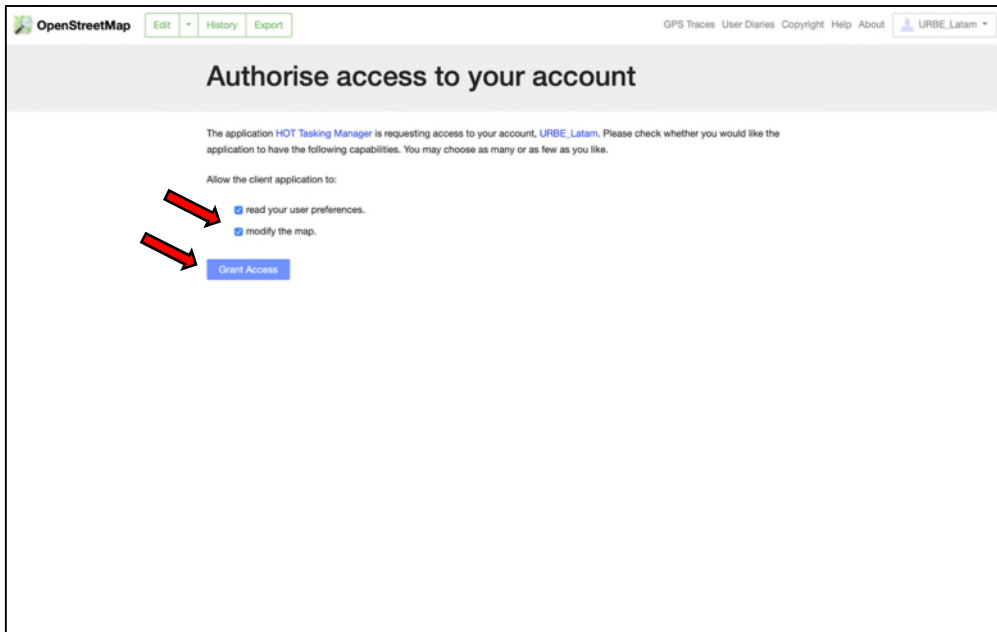 OpenStreetMap Edit History Export GPS Traces User Diaries Copyright Help About URBE_Latam
Authorise access to your account
The application HOT Tasking Manager is requesting access to your account, URBE_Latam. Please check whether you would like the
application to have the following capabilities. You may choose as many or as few as you like.
Allow the client application to:
read your user preferences.
modify the map.
Grant Access